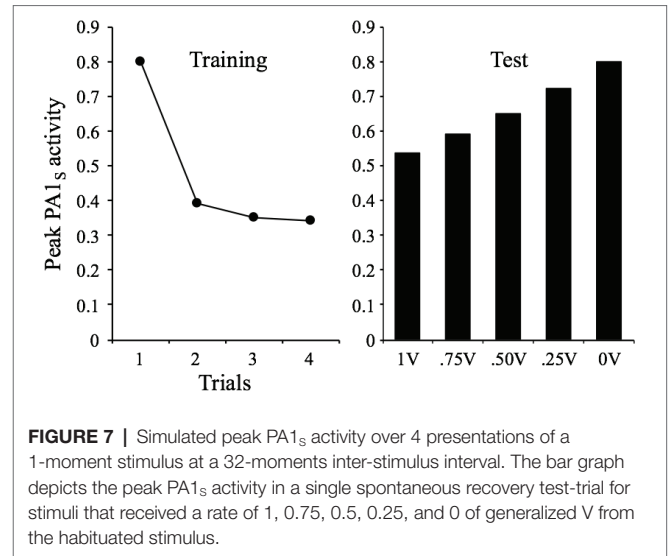 Training
Peak PA1S activity
0.9
0.8
0.7
0.6
0.5
0.4
0.3
0.2
0.1
0
1 2 3 4
Trials
Test
0.9
0.8
0.7
0.6
0.5
0.4
0.3
0.2
0.1
0
1V .75V .50V .25V 0V
FIGURE 7 | Simulated peak PA1S activity over 4 presentations of a
1-moment stimulus at a 32-moments inter-stimulus interval. The bar graph
depicts the peak PA1S activity in a single spontaneous recovery test-trial for
stimuli that received a rate of 1, 0.75, 0.5, 0.25, and 0 of generalized V from
the habituated stimulus.